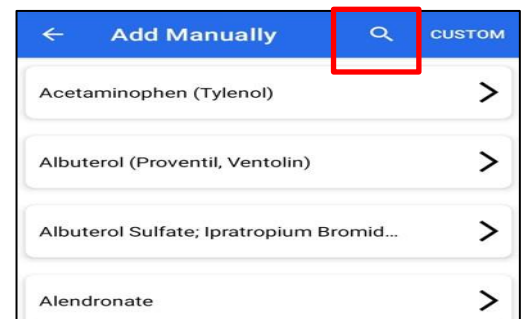 Add Manually CUSTOM
Acetaminophen (Tylenol)
Albuterol (Proventil, Ventolin)
Albuterol Sulfate; Ipratropium Bromid...
Alendronate